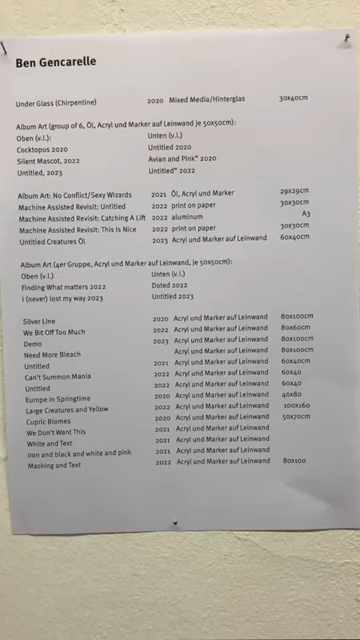 Ben Gencarelle
Under Glass (Chirpentine) 2020 Mixed Media/Hinterglas 30x40cm
Album Art (group of 6, Öl, Acryl und Marker auf Leinwand je 50x50cm):
Oben (v.l.): Unten (v.l.)
Cocktopus 2020 Untitled 2020
Silent Mascot, 2022 Avian and Pink" 2020
Untitled, 2023 Untitled" 2022
Album Art: No Conflict/Sexy Wizards 2021 Öl, Acryl und Marker 29x29cm
Machine Assisted Revisit: Untitled 2022 print on paper 30x30cm
Machine Assisted Revisit: Catching A Lift 2022 aluminum A3
Machine Assisted Revisit: This Is Nice 2022 print on paper 30x30cm
Untitled Creatures Öl 2023 Acryl und Marker auf Leinwand 60x40cm
Album Art (4er Gruppe, Acryl und Marker auf Leinwand, je 50x50cm):
Oben (v.l.) Unten (v.l.)
Finding What matters 2022 Doted 2022
I (never) lost my way 2023 Untitled 2023
Silver Line 2020 Acryl und Marker auf Leinwand 80x100cm
We Bit Off Too Much 2022 Acryl und Marker auf Leinwand 80x60cm
Demo 2023 Acryl und Marker auf Leinwand 80x100cm
Need More Bleach Acryl und Marker auf Leinwand 80x100cm
Untitled 2021 Acryl und Marker auf Leinwand 60x40cm
Can't Summon Mania 2022 Acryl und Marker auf Leinwand 60x40
Untitled 2022 Acryl und Marker auf Leinwand 60x40
Europe in Springtime 2020 Acryl und Marker auf Leinwand 40x80
Large Creatures and Yellow 2022 Acryl und Marker auf Leinwand 100x160
Cupric Biomes 2020 Acryl und Marker auf Leinwand 50x70cm
We Don't Want This 2021 Acryl und Marker auf Leinwand
White and Text 2021 Acryl und Marker auf Leinwand
Iron and black and white and pink 2021 Acryl und Marker auf Leinwand
Masking and Text 2022 Acryl und Marker auf Leinwand 80x100